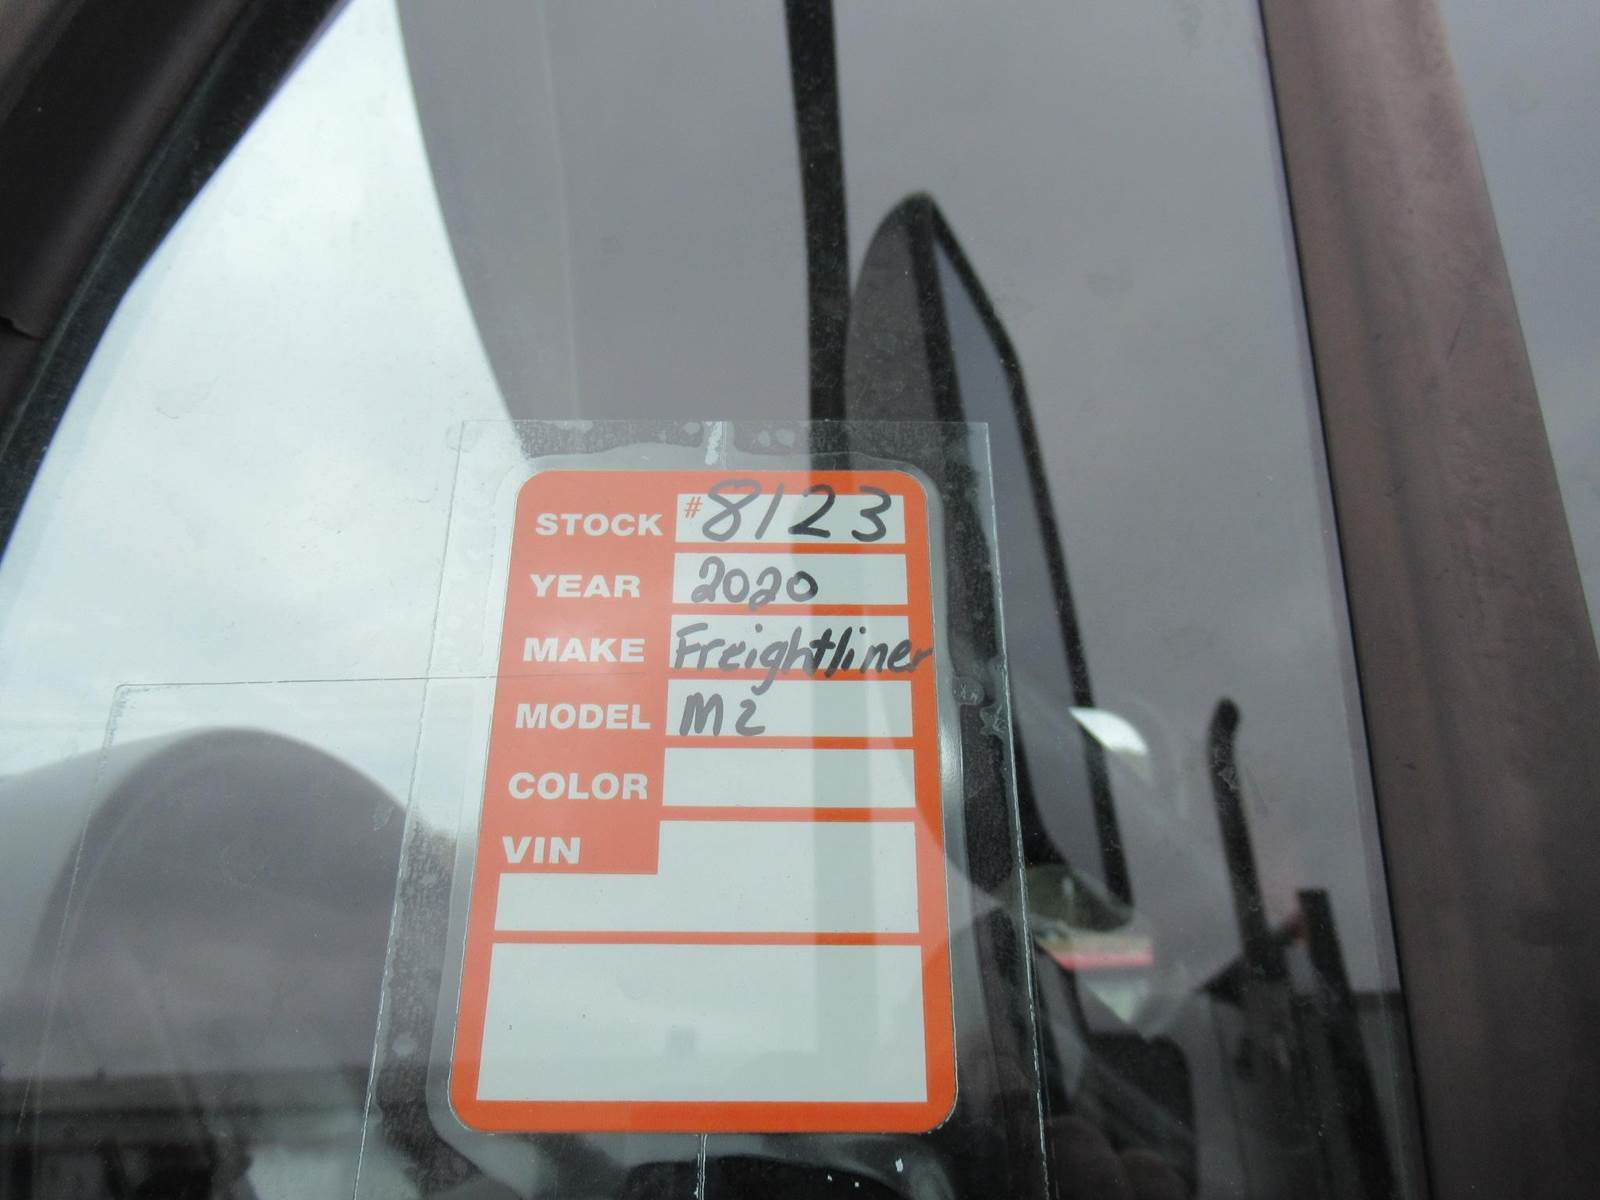 STOCK #8123
YEAR 2020
MAKE Freightliner
MODEL M2
COLOR
VIN